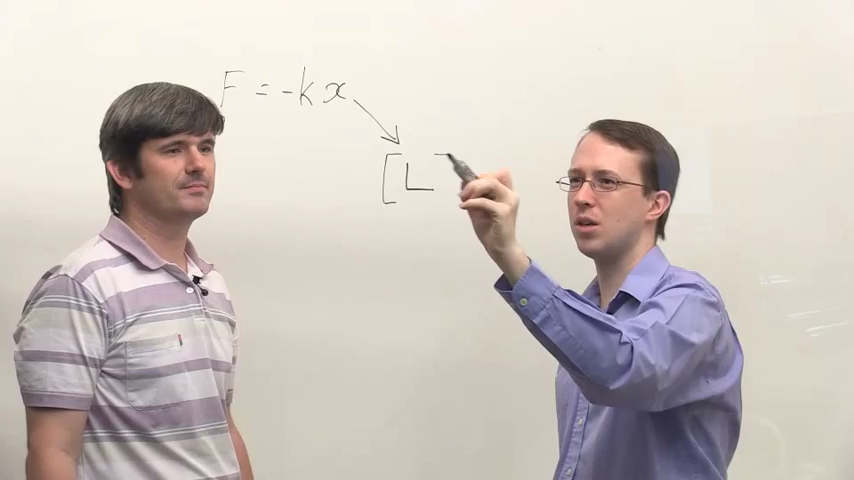 F = -kx
[L